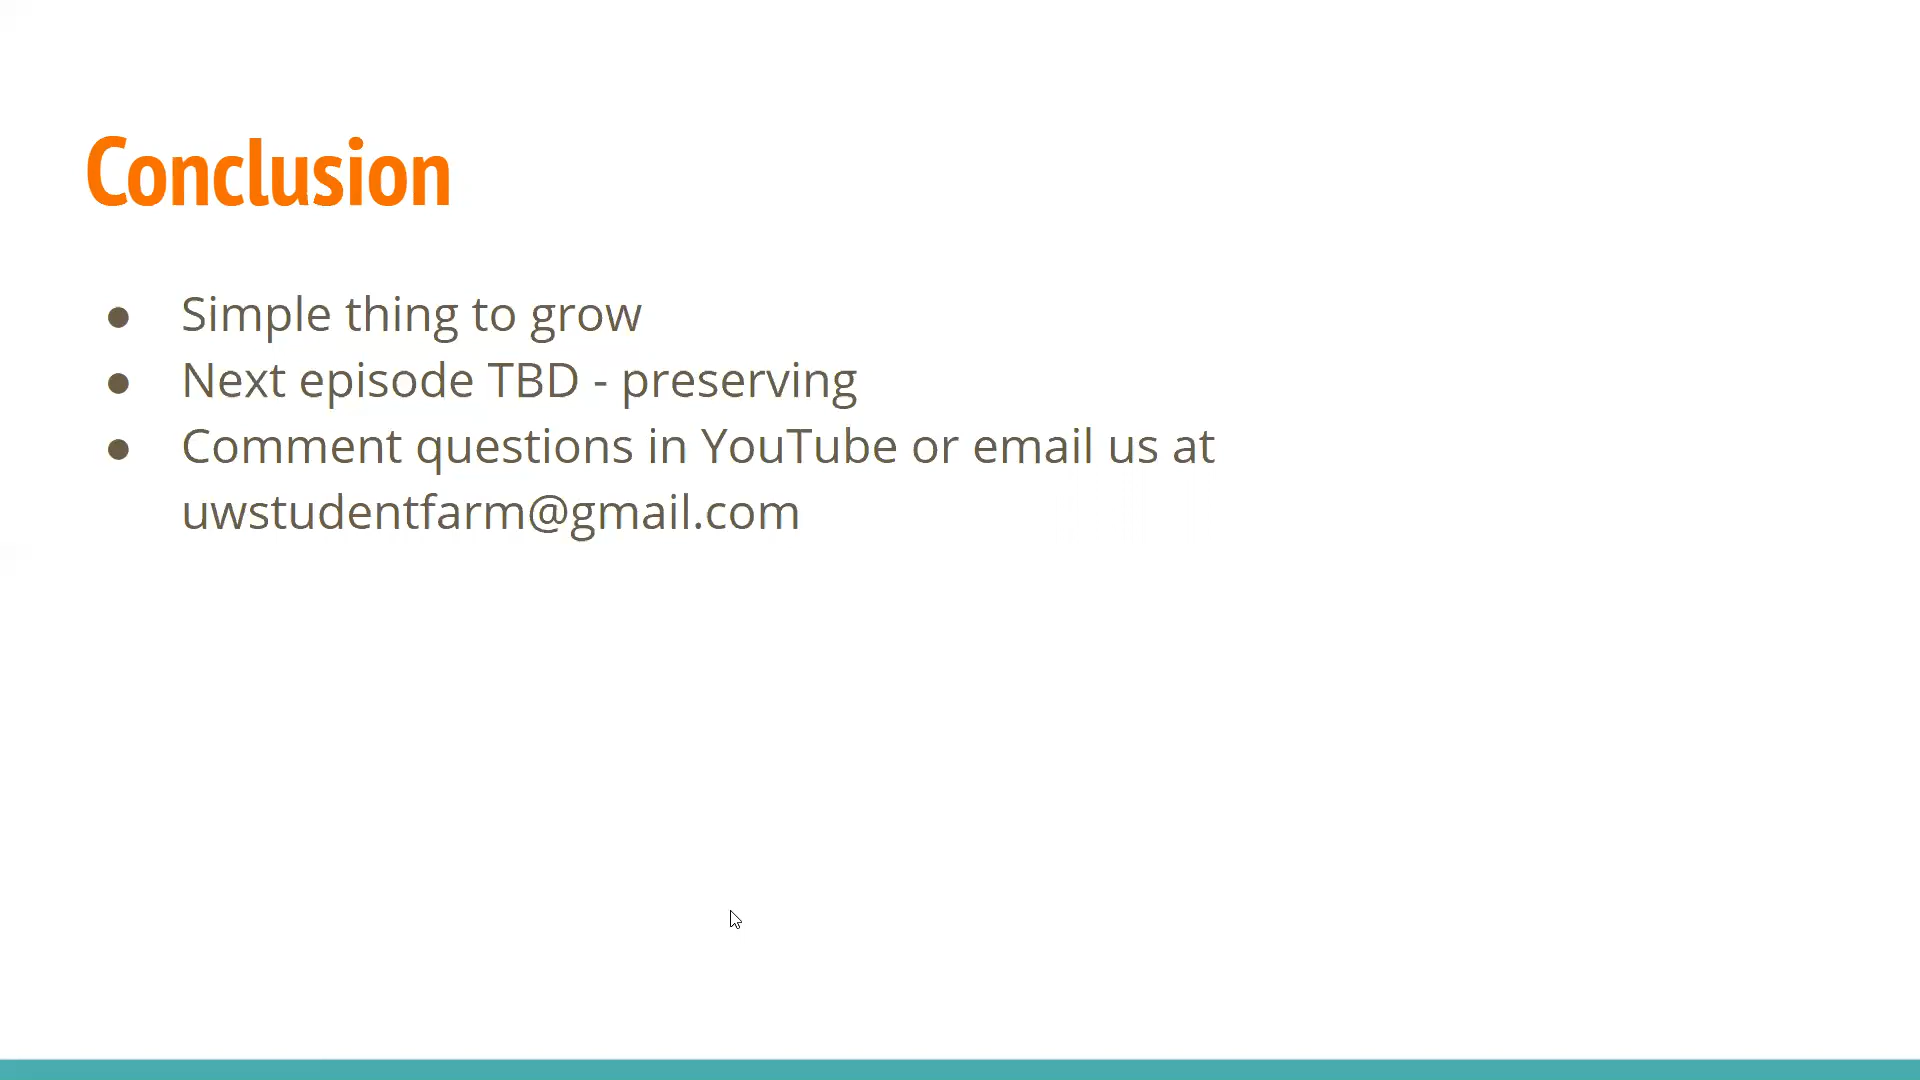 Conclusion
● Simple thing to grow
● Next episode TBD - preserving
● Comment questions in YouTube or email us at
uwstudentfarm@gmail.com